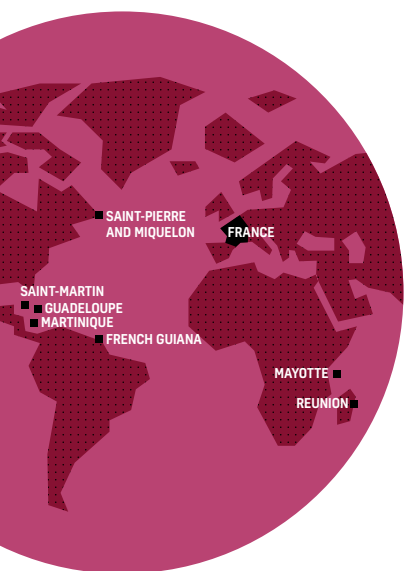 SAINT-PIERRE
AND MIQUELON
FRANCE
SAINT-MARTIN
GUADELOUPE
MARTINIQUE
FRENCH GUIANA
MAYOTTE
REUNION